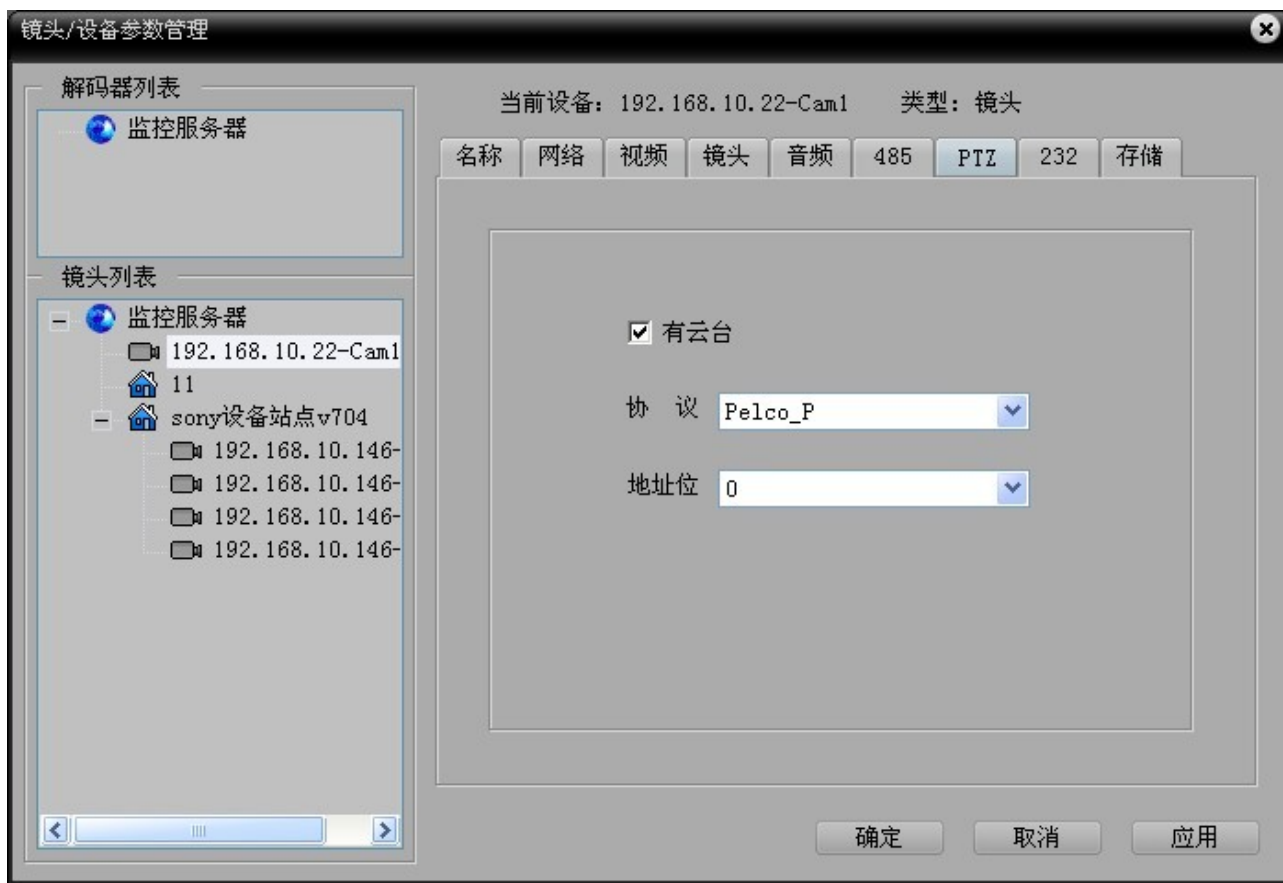 镜头/设备参数管理
解码器列表
监控服务器
镜头列表
监控服务器
192.168.10.22-Cam1
11
sony设备站点v704
192.168.10.146-
192.168.10.146-
192.168.10.146-
192.168.10.146-
当前设备: 192.168.10.22-Cam1 类型: 镜头
名称 网络 视频 镜头 音频 485 PTZ 232 存储
有云台
协 议 Pelco_P
地址位 0
确定 取消 应用